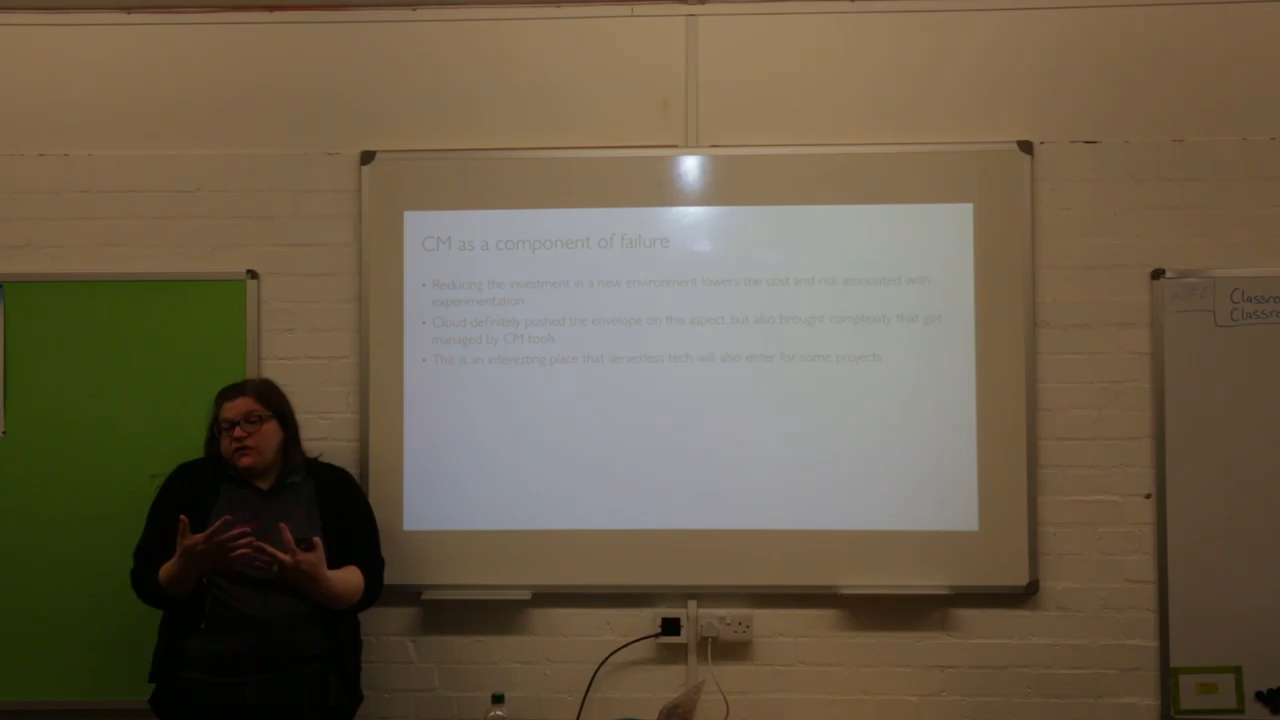 CM as a component of failure
• Reducing the investment in a new environment lowers the cost and risk associated with
experimentation
• Cloud definitely pushed the envelope on this aspect, but also brought complexity that got
managed by CM tools
• This is an interesting place that serverless tech will also enter for some projects
Classro
Classro